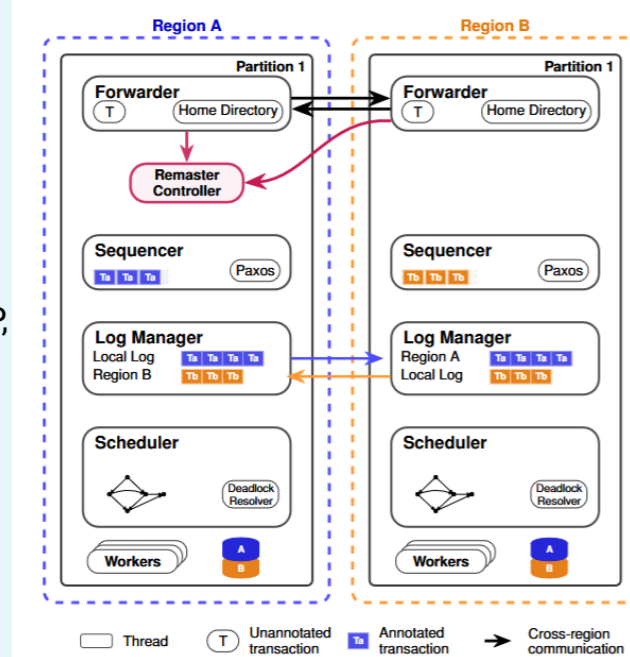 Region A
Region B
Partition 1
Forwarder
T
Home Directory
Remaster
Controller
Sequencer
Ta Ta Ta
Paxos
Log Manager
Local Log Ta Ta Ta Ta
Region B Tb Tb Tb
Scheduler
Deadlock
Resolver
Workers
A
B
Partition 1
Forwarder
T
Home Directory
Sequencer
Tb Tb Tb
Paxos
Log Manager
Region A Ta Ta Ta Ta
Local Log Tb Tb Tb
Scheduler
Deadlock
Resolver
Workers
A
B
Thread
T
Unannotated
transaction
Ta
Annotated
transaction
Cross-region
communication